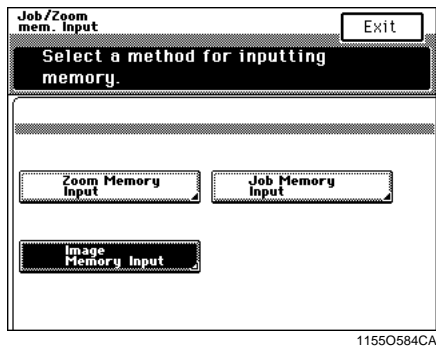 Job/Zoom
mem. Input
Exit
Select a method for inputting
memory.
Zoom Memory
Input
Job Memory
Input
Image
Memory Input
1155O584CA